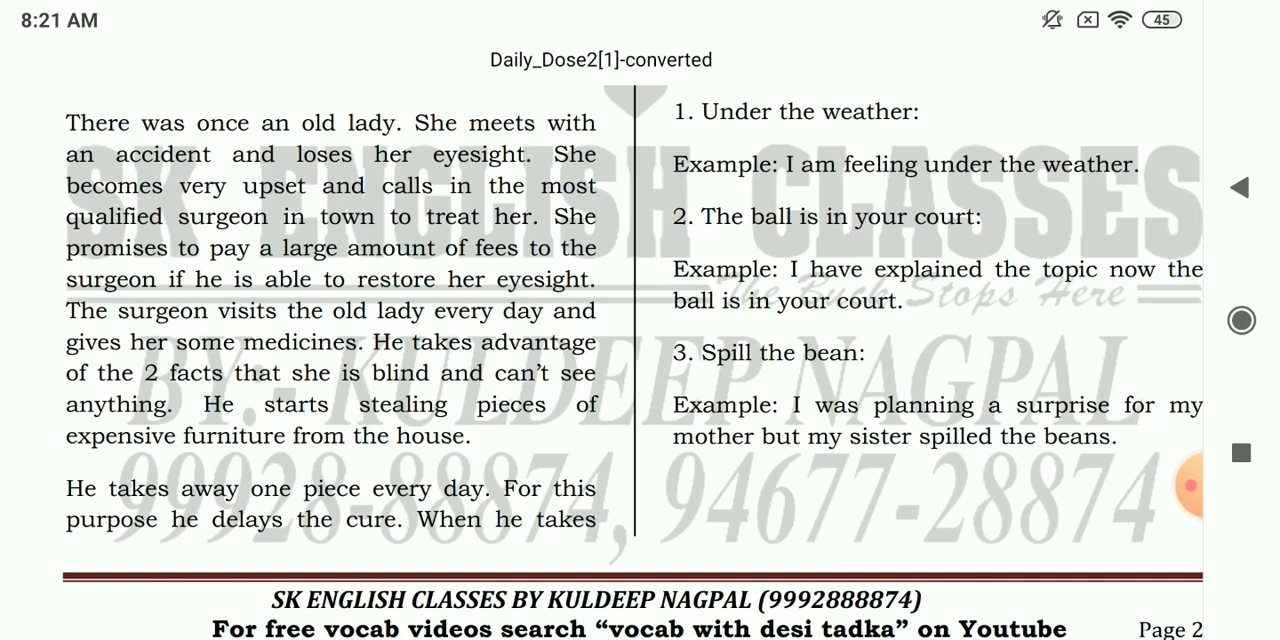 8:21 AM
45
Daily_Dose2[1]-converted
There was once an old lady. She meets with
an accident and loses her eyesight. She
becomes very upset and calls in the most
qualified surgeon in town to treat her. She
promises to pay a large amount of fees to the
surgeon if he is able to restore her eyesight.
The surgeon visits the old lady every day and
gives her some medicines. He takes advantage
of the 2 facts that she is blind and can't see
anything. He starts stealing pieces of
expensive furniture from the house.
He takes away one piece every day. For this
purpose he delays the cure. When he takes
1. Under the weather:
Example: I am feeling under the weather.
2. The ball is in your court:
Example: I have explained the topic now the
ball is in your court.
3. Spill the bean:
Example: I was planning a surprise for my
mother but my sister spilled the beans.
SK ENGLISH CLASSES
The Buck Stops Here
BY:- KULDEEP NAGPAL
99928-88874, 94677-28874
SK ENGLISH CLASSES BY KULDEEP NAGPAL (9992888874)
For free vocab videos search “vocab with desi tadka” on Youtube
Page 2